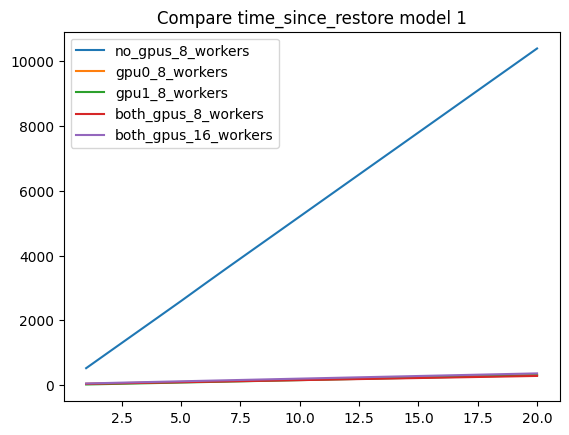 Compare time_since_restore model 1
no_gpus_8_workers
gpu0_8_workers
gpu1_8_workers
both_gpus_8_workers
both_gpus_16_workers
10000
8000
6000
4000
2000
0
2.5 5.0 7.5 10.0 12.5 15.0 17.5 20.0